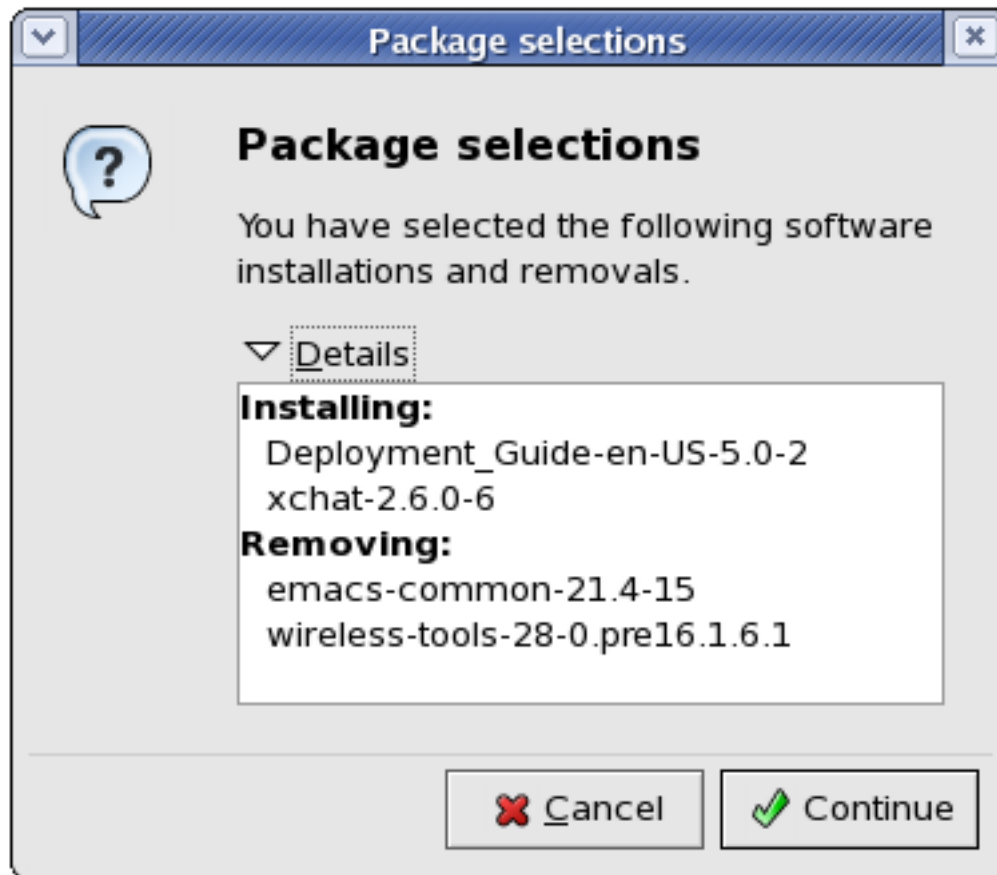 Package selections
Package selections
You have selected the following software
installations and removals.
Details
Installing:
Deployment_Guide-en-US-5.0-2
xchat-2.6.0-6
Removing:
emacs-common-21.4-15
wireless-tools-28-0.pre16.1.6.1
Cancel
Continue